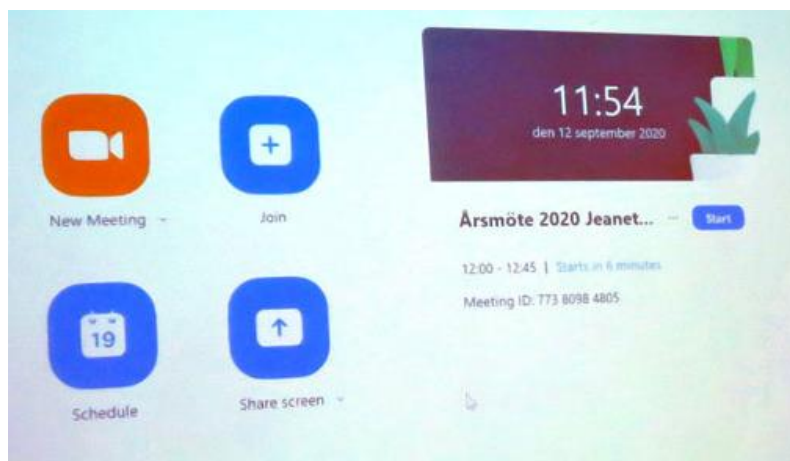 New Meeting
Join
19
Schedule
Share screen
11:54
den 12 september 2020
Årsmöte 2020 Jeanet... ... Start
12:00 - 12:45 | Starts in 6 minutes
Meeting ID: 773 8098 4805